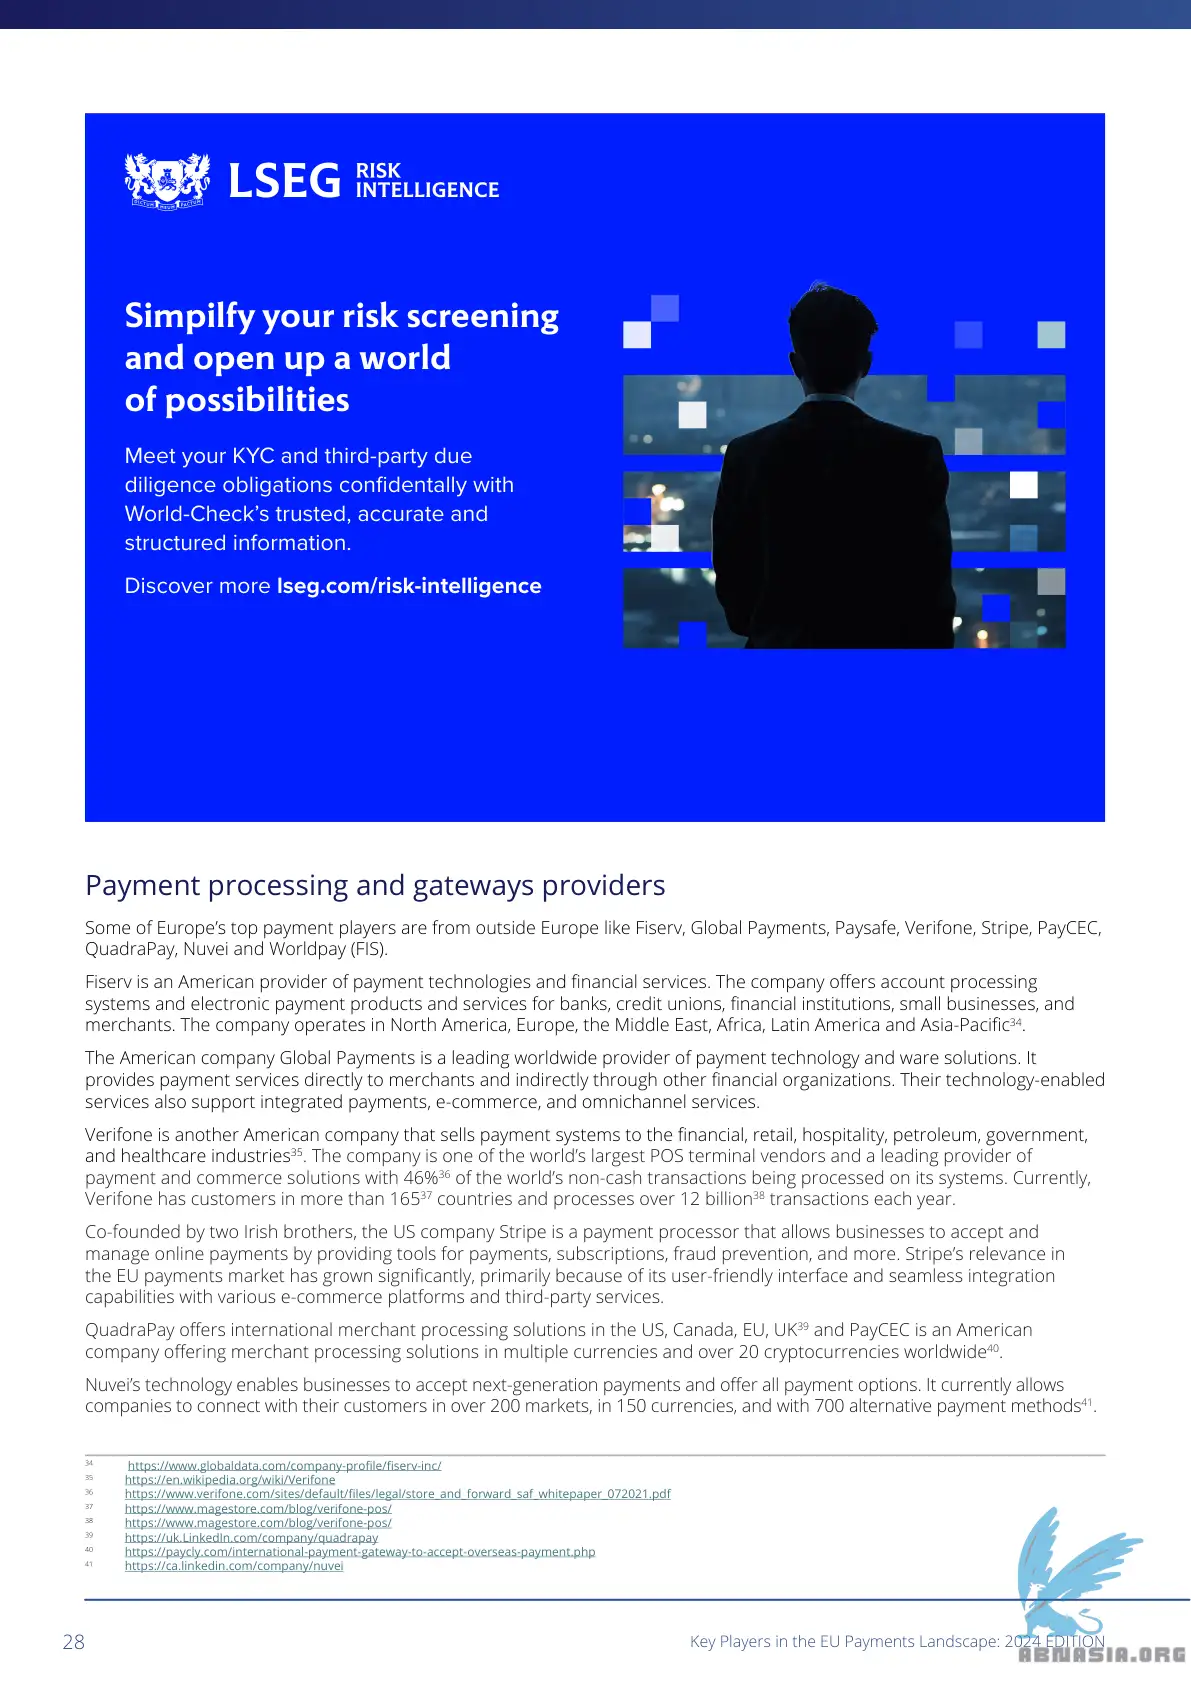 LSEG RISK
INTELLIGENCE
DICTUM MEUM PACTUM
Simpilfy your risk screening
and open up a world
of possibilities
Meet your KYC and third-party due
diligence obligations confidentally with
World-Check’s trusted, accurate and
structured information.
Discover more lseg.com/risk-intelligence
Payment processing and gateways providers
Some of Europe’s top payment players are from outside Europe like Fiserv, Global Payments, Paysafe, Verifone, Stripe, PayCEC,
QuadraPay, Nuvei and Worldpay (FIS).
Fiserv is an American provider of payment technologies and financial services. The company offers account processing
systems and electronic payment products and services for banks, credit unions, financial institutions, small businesses, and
merchants. The company operates in North America, Europe, the Middle East, Africa, Latin America and Asia-Pacific34.
The American company Global Payments is a leading worldwide provider of payment technology and ware solutions. It
provides payment services directly to merchants and indirectly through other financial organizations. Their technology-enabled
services also support integrated payments, e-commerce, and omnichannel services.
Verifone is another American company that sells payment systems to the financial, retail, hospitality, petroleum, government,
and healthcare industries35. The company is one of the world’s largest POS terminal vendors and a leading provider of
payment and commerce solutions with 46%36 of the world’s non-cash transactions being processed on its systems. Currently,
Verifone has customers in more than 16537 countries and processes over 12 billion38 transactions each year.
Co-founded by two Irish brothers, the US company Stripe is a payment processor that allows businesses to accept and
manage online payments by providing tools for payments, subscriptions, fraud prevention, and more. Stripe’s relevance in
the EU payments market has grown significantly, primarily because of its user-friendly interface and seamless integration
capabilities with various e-commerce platforms and third-party services.
QuadraPay offers international merchant processing solutions in the US, Canada, EU, UK39 and PayCEC is an American
company offering merchant processing solutions in multiple currencies and over 20 cryptocurrencies worldwide40.
Nuvei’s technology enables businesses to accept next-generation payments and offer all payment options. It currently allows
companies to connect with their customers in over 200 markets, in 150 currencies, and with 700 alternative payment methods41.
34 https://www.globaldata.com/company-profile/fiserv-inc/
35 https://en.wikipedia.org/wiki/Verifone
36 https://www.verifone.com/sites/default/files/legal/store_and_forward_saf_whitepaper_072021.pdf
37 https://www.magestore.com/blog/verifone-pos/
38 https://www.magestore.com/blog/verifone-pos/
39 https://uk.LinkedIn.com/company/quadrapay
40 https://paycly.com/international-payment-gateway-to-accept-overseas-payment.php
41 https://ca.linkedin.com/company/nuvei
28 Key Players in the EU Payments Landscape: 2024 EDITION
ABNASIA.ORG